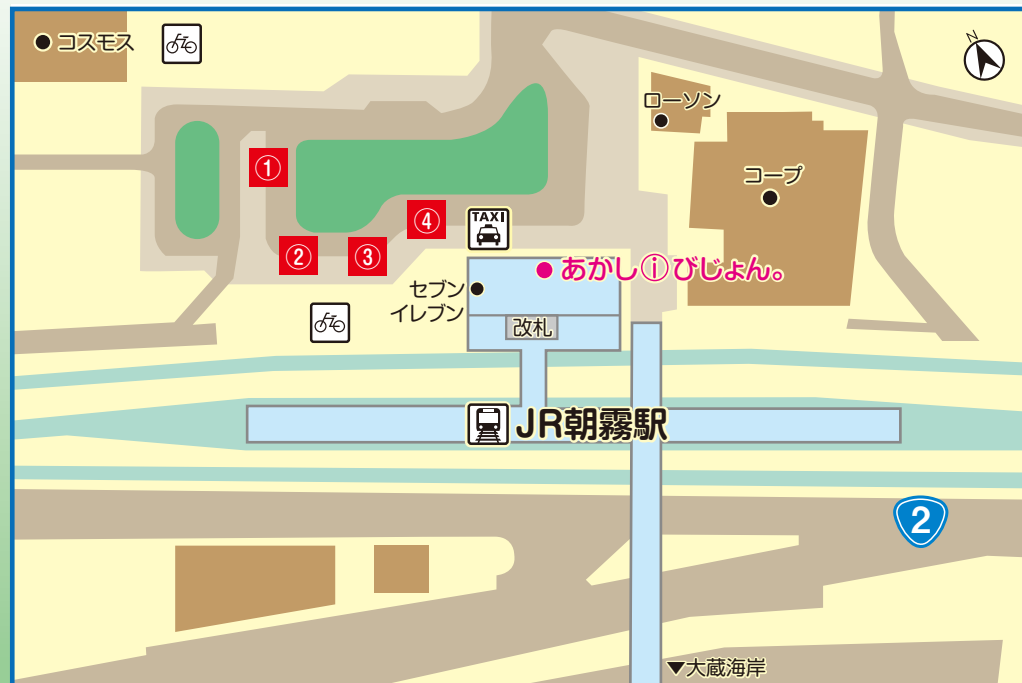 コスモス
N
ローソン
①
コープ
④
TAXI
②
③
あかしⓘびじょん。
セブン
イレブン
改札
JR朝霧駅
2
▼大蔵海岸